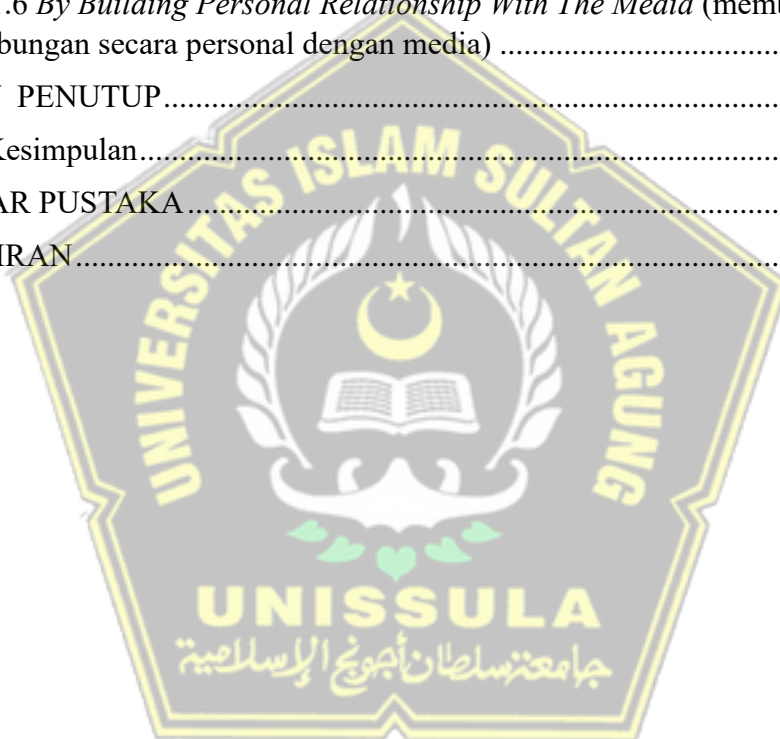 .6 By Building Personal Relationship With The Media (memb
bungan secara personal dengan media) ....................................
PENUTUP....................................................................................
Kesimpulan................................................................................
AR PUSTAKA..........................................................................
IRAN........................................................................................
UNIVERSITAS ISLAM SULTAN AGUNG
UNISSULA
جامعة سلطان أجونج الإسلامية